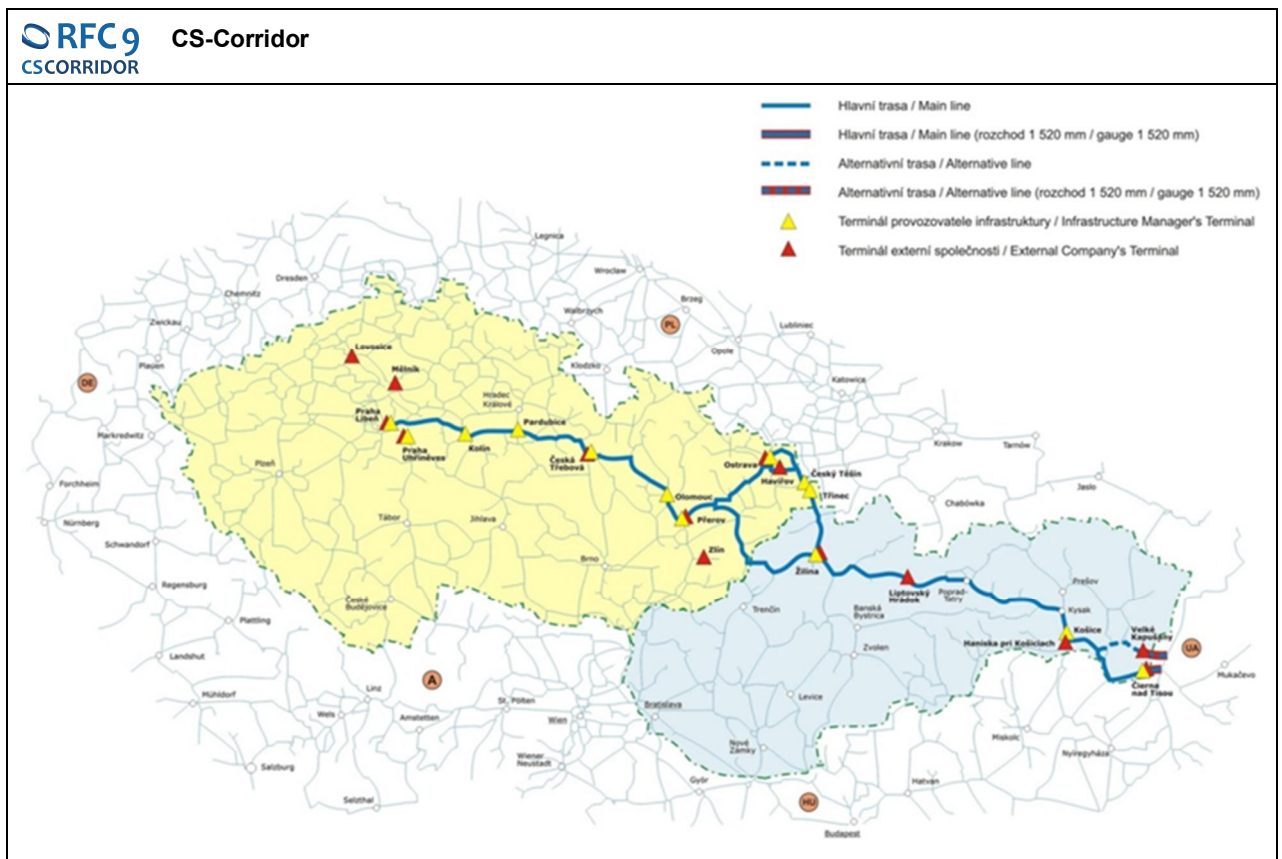 RFC 9
CS-Corridor
CSCORRIDOR
Hlavní trasa / Main line
Hlavní trasa / Main line (rozchod 1 520 mm / gauge 1 520 mm)
Alternativní trasa / Alternative line
Alternativní trasa / Alternative line (rozchod 1 520 mm / gauge 1 520 mm)
Terminál provozovatele infrastruktury / Infrastructure Manager's Terminal
Terminál externí společnosti / External Company's Terminal
Legnica
Wroclaw
Dresden
Chemnitz
Brzeg
Walbrzych
Zwickau
PL
Lubliniec
Opole
Lovosice
Plauen
Klodzko
Mělník
DE
Katowice
Hradec
Králové
Praha
Libeň
Pardubice
Markredwitz
Krakow
Tarnów
Kolín
Praha
Uhříněves
Česká
Třebová
Plzeň
Ostrava
Havířov
Český Těšín
Třinec
Forchheim
Jaslo
Olomouc
Chabówka
Nürnberg
Tábor
Jihlava
Přerov
Schwandorf
Zlín
Brno
Žilina
Regensburg
Liptovský
Hrádok
Poprad-
Tatry
Prešov
České
Budějovice
Trenčín
Banská
Bystrica
Kysak
Plattling
Košice
Velké
Kapušany
Haniska pri Košiciach
Zvolen
UA
Landshut
Mukačevo
A
Čierna
nad Tisou
Mühldorf
Linz
St. Pölten
Levice
Wels
Amstetten
Wien
Bratislava
Miskolc
Nové
Zámky
Nyíregyháza
Wiener
Neustadt
Salzburg
Györ
Hatvan
Selzthal
HU
Budapest